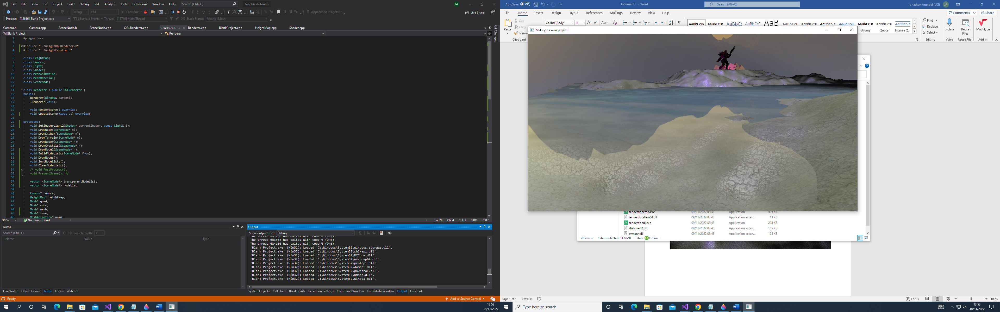 File Edit View Git Project Build Debug Test Analyze Tools Extensions Window Help Search (Ctrl+Q) GraphicsTutorials JA
Debug x64 Continue Application Insights Live Share
Process: [18616] Blank Project.exe Lifecycle Events Thread: [15740] Main Thread Stack Frame: Mesh::~Mesh
Camera.h Camera.cpp SceneNode.h SceneNode.cpp OGLRenderer.cpp Renderer.h Renderer.cpp BlankProject.cpp HeightMap.cpp Shader.cpp
Git Changes
Blank Project Renderer
1 #pragma once
2
3 #include "../nclgl/OGLRenderer.h"
4 #include "../nclgl/Frustum.h"
5
6 class HeightMap;
7 class Camera;
8 class Light;
9 class Shader;
10 class MeshAnimation;
11 class MeshMaterial;
12 class SceneNode;
13
14 class Renderer : public OGLRenderer {
15 public:
16 Renderer(Window& parent);
17 ~Renderer(void);
18
19 void RenderScene() override;
20 void UpdateScene(float dt) override;
21
22 protected:
23 void SetShaderLight2(Shader* currentShader, const Light& l);
24 void DrawNode(SceneNode* n);
25 void DrawSkybox(SceneNode* n);
26 void DrawTerrain(SceneNode* n);
27 void DrawWater(SceneNode* n);
28 void DrawCrystals(SceneNode* n);
29 void DrawModel(SceneNode* n);
30 void BuildNodeLists(SceneNode* from);
31 void DrawNodes();
32 void SortNodeLists();
33 void ClearNodeLists();
34 /* void PostProcess();
35 void PresentScene(); */
36
37 vector <SceneNode*> transparentNodeList;
38 vector <SceneNode*> nodeList;
39
40 Camera* camera;
41 HeightMap* heightMap;
42 Mesh* quad;
43 Mesh* cube;
44 Mesh* mesh;
45 Mesh* tree;
46 MeshAnimation* anim;
90 % No issues found Ln: 79 Ch: 4 Col: 7 TABS CRLF
Autos
Search (Ctrl+E) Search Depth: 3
Name Value Type
Live Watch Object Layout Autos Locals Watch 1
Output
Show output from: Debug
The thread 0x3b38 has exited with code 0 (0x0).
The thread 0x4d80 has exited with code 0 (0x0).
'Blank Project.exe' (Win32): Loaded 'C:\Windows\System32\windows.storage.dll'.
'Blank Project.exe' (Win32): Loaded 'C:\Windows\System32\shlwapi.dll'.
'Blank Project.exe' (Win32): Loaded 'C:\Windows\System32\DXCore.dll'.
'Blank Project.exe' (Win32): Loaded 'C:\Windows\System32\nvspcap64.dll'.
'Blank Project.exe' (Win32): Loaded 'C:\Windows\System32\profapi.dll'.
'Blank Project.exe' (Win32): Loaded 'C:\Windows\System32\dwmapi.dll'.
'Blank Project.exe' (Win32): Loaded 'C:\Windows\System32\powrprof.dll'.
'Blank Project.exe' (Win32): Loaded 'C:\Windows\System32\umpdc.dll'.
'Blank Project.exe' (Win32): Loaded 'C:\Windows\System32\winsta.dll'.
System Objects Call Stack Breakpoints Exception Settings Command Window Immediate Window Output Error List
Ready Add to Source Control 1
13:53
18/11/2022
AutoSave Off Document1 - Word Search (Alt+Q) Jonathan Arundel (UG) JA
File Home Insert Design Layout References Mailings Review View Help Comments Share
Paste Cut Copy Format Clipboard
Calibri (Body) 11
Strong Quote Intense Q...
Find Replace Select Editing
Dictate Voice
Reuse Files Reuse Files
MathType Add-in
Make your own project!
renderdoccmd.exe 09/11/2022 03:48 Application 525 KB
renderdocshim64.dll 09/11/2022 03:48 Application exten... 13 KB
renderdocui.exe 09/11/2022 03:48 Application 298 KB
shiboken2.dll 09/11/2022 03:48 Application exten... 185 KB
symsrv.dll 09/11/2022 03:48 Application exten... 125 KB
28 items 1 item selected 11.8 MB State: Online
Page 1 of 1 0 words Focus 100%
Type here to search
13:53
18/11/2022